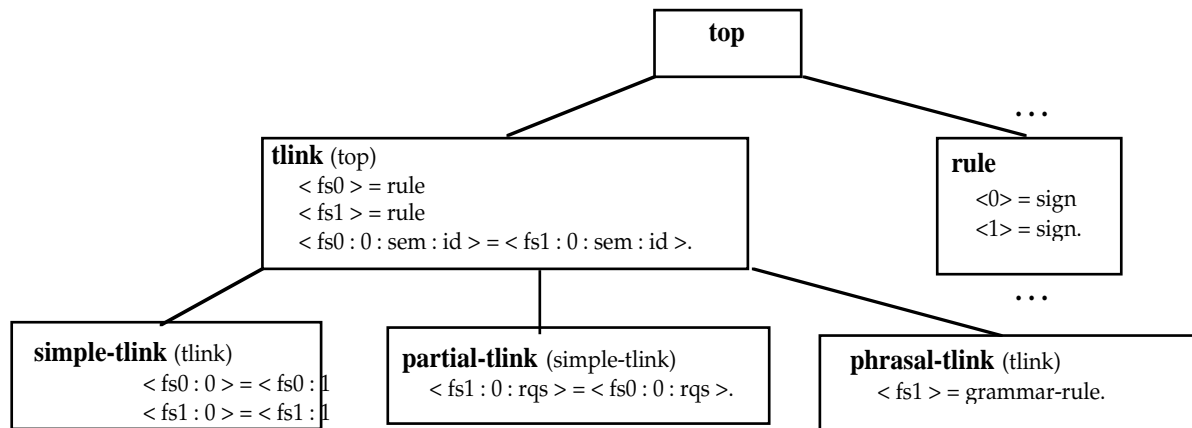 top
. . .
tlink (top)
< fs0 > = rule
< fs1 > = rule
< fs0 : 0 : sem : id > = < fs1 : 0 : sem : id >.
rule
<0> = sign
<1> = sign.
. . .
simple-tlink (tlink)
< fs0 : 0 > = < fs0 : 1
< fs1 : 0 > = < fs1 : 1
partial-tlink (simple-tlink)
< fs1 : 0 : rqs > = < fs0 : 0 : rqs >.
phrasal-tlink (tlink)
< fs1 > = grammar-rule.